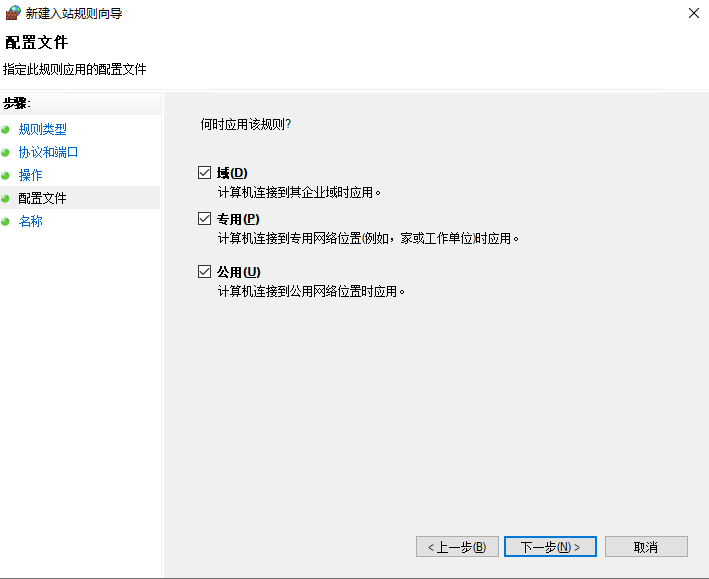 新建入站规则向导
配置文件
指定此规则应用的配置文件
步骤:
规则类型
协议和端口
操作
配置文件
名称
何时应用该规则?
域(D)
计算机连接到其企业域时应用。
专用(P)
计算机连接到专用网络位置(例如，家或工作单位)时应用。
公用(U)
计算机连接到公用网络位置时应用。
< 上一步(B)
下一步(N) >
取消